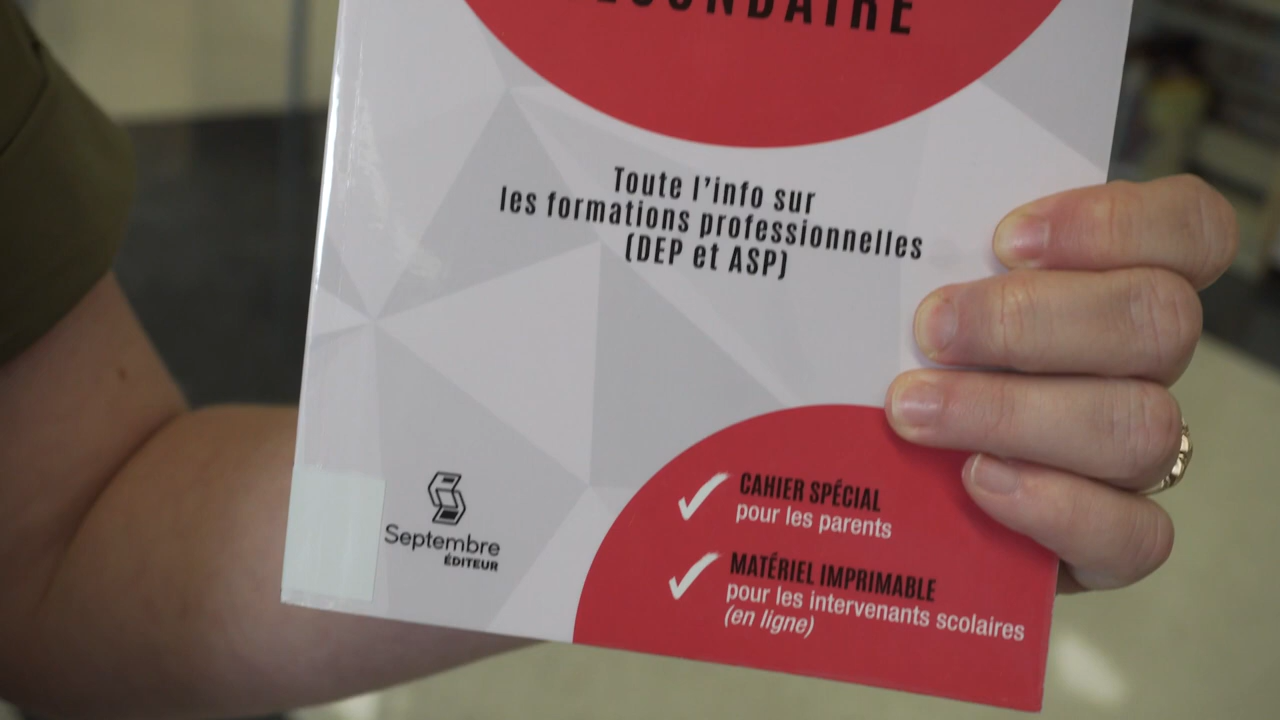 Toute l'info sur
les formations professionnelles
(DEP et ASP)
CAHIER SPÉCIAL
pour les parents
MATÉRIEL IMPRIMABLE
pour les intervenants scolaires
(en ligne)
Septembre
ÉDITEUR